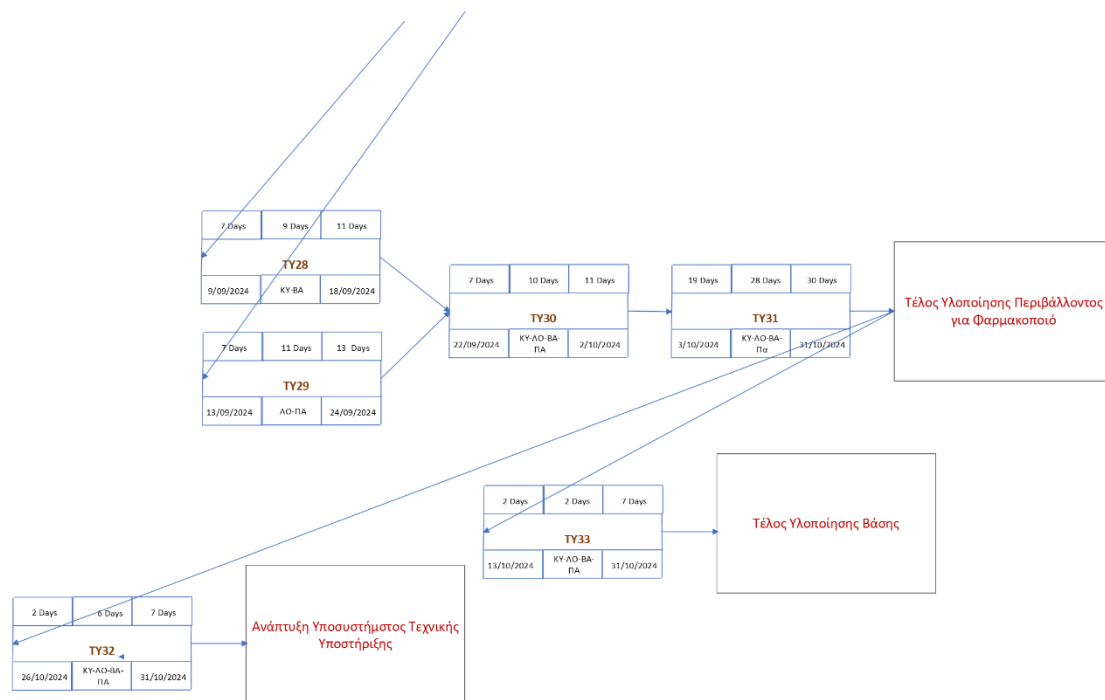 7 Days 9 Days 11 Days
ΤΥ28
9/09/2024 ΚΥ-ΒΑ 18/09/2024
7 Days 11 Days 13 Days
ΤΥ29
13/09/2024 ΛΟ-ΠΑ 24/09/2024
7 Days 10 Days 11 Days
ΤΥ30
22/09/2024 ΚΥ-ΛΟ-ΒΑ-
ΠΑ 2/10/2024
19 Days 28 Days 30 Days
ΤΥ31
3/10/2024 ΚΥ-ΛΟ-ΒΑ-
Πα 31/10/2024
Τέλος Υλοποίησης Περιβάλλοντος
για Φαρμακοποιό
2 Days 2 Days 7 Days
ΤΥ33
13/10/2024 ΚΥ-ΛΟ-ΒΑ-
ΠΑ 31/10/2024
Τέλος Υλοποίησης Βάσης
2 Days 6 Days 7 Days
ΤΥ32
26/10/2024 ΚΥ-ΛΟ-ΒΑ-
ΠΑ 31/10/2024
Ανάπτυξη Υποσυστήμστος Τεχνικής
Υποστήριξης